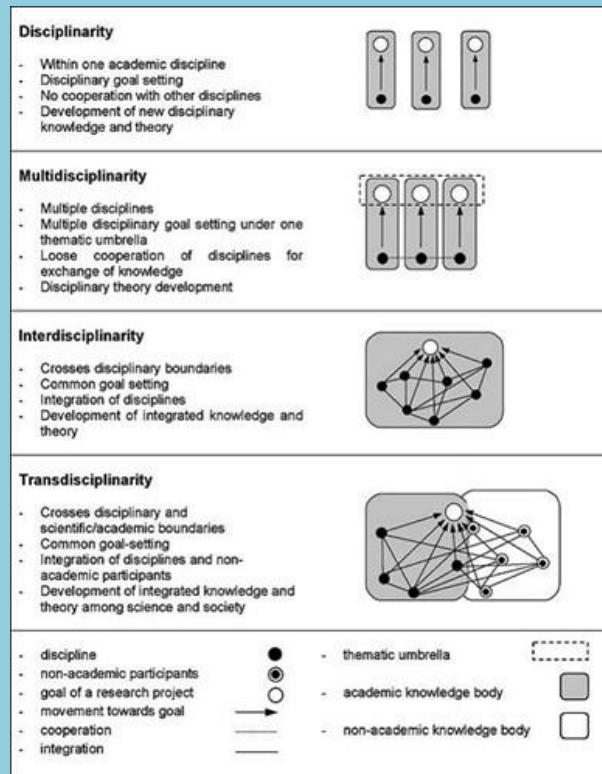 Disciplinarity
- Within one academic discipline
- Disciplinary goal setting
- No cooperation with other disciplines
- Development of new disciplinary
knowledge and theory
Multidisciplinarity
- Multiple disciplines
- Multiple disciplinary goal setting under one
thematic umbrella
- Loose cooperation of disciplines for
exchange of knowledge
- Disciplinary theory development
Interdisciplinarity
- Crosses disciplinary boundaries
- Common goal setting
- Integration of disciplines
- Development of integrated knowledge and
theory
Transdisciplinarity
- Crosses disciplinary and
scientific/academic boundaries
- Common goal-setting
- Integration of disciplines and non-
academic participants
- Development of integrated knowledge and
theory among science and society
- discipline
- non-academic participants
- goal of a research project
- movement towards goal
- cooperation
- integration
- thematic umbrella
- academic knowledge body
- non-academic knowledge body